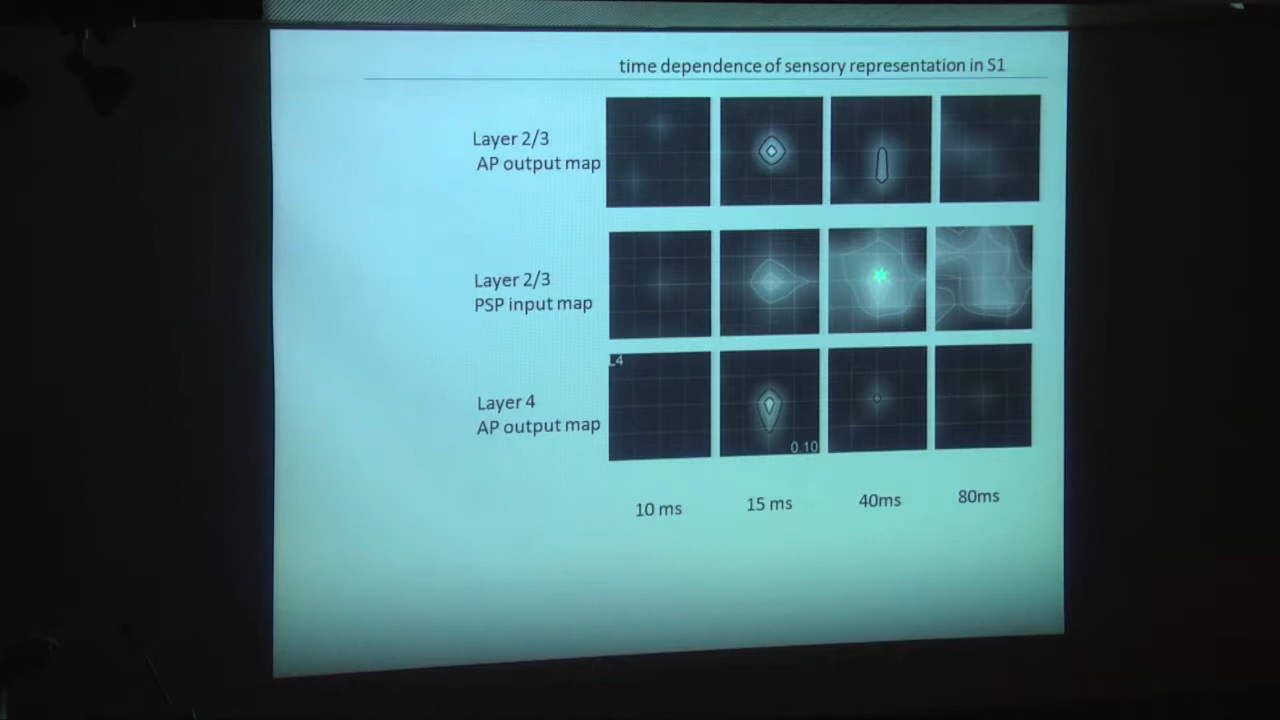 time dependence of sensory representation in S1
Layer 2/3
AP output map
Layer 2/3
PSP input map
L4
Layer 4
AP output map
0.10
10 ms
15 ms
40ms
80ms